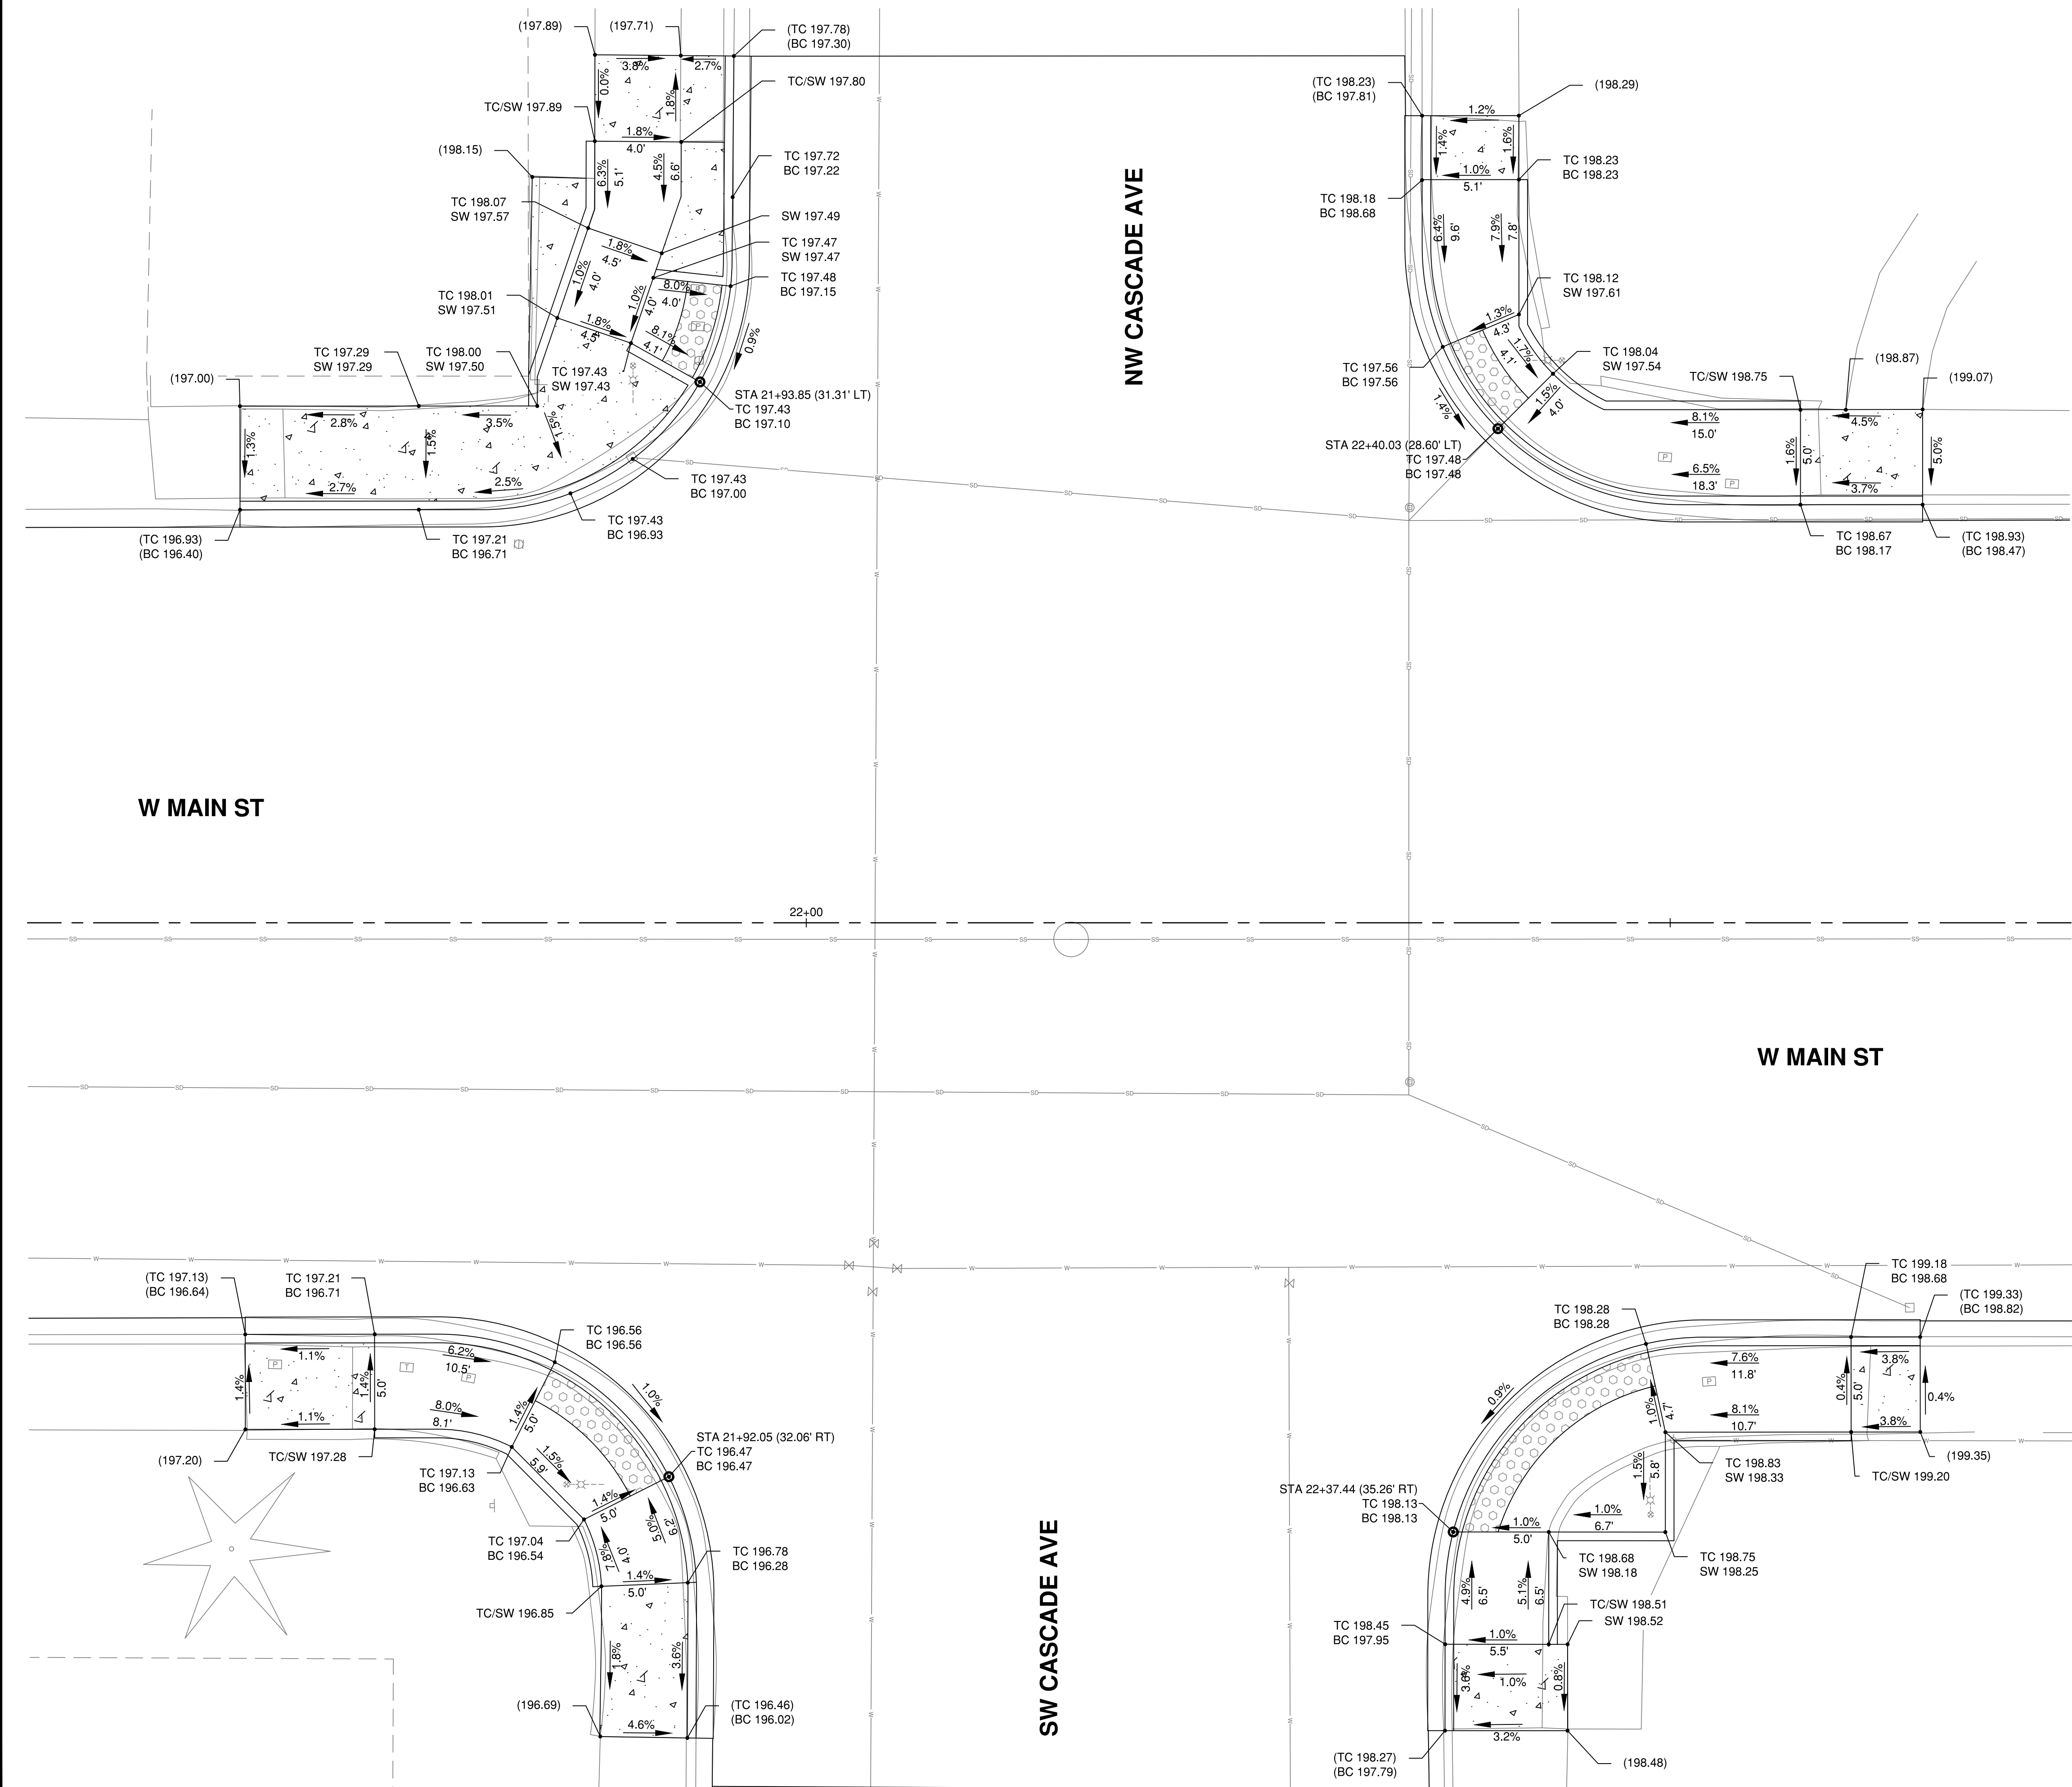 (197.89)
(197.71)
(TC 197.78)
(BC 197.30)
3.8%
2.7%
0.0%
1.8%
TC/SW 197.80
TC/SW 197.89
1.8%
4.0'
(198.15)
6.3%
5.1'
4.5%
6.6'
TC 197.72
BC 197.22
TC 198.07
SW 197.57
SW 197.49
1.8%
4.5'
TC 197.47
SW 197.47
1.0%
4.0'
8.0%
4.0'
TC 197.48
BC 197.15
TC 198.01
SW 197.51
1.0%
4.0'
1.8%
4.5'
8.1%
4.1'
0.9%
TC 197.29
SW 197.29
TC 198.00
SW 197.50
TC 197.43
SW 197.43
(197.00)
STA 21+93.85 (31.31' LT)
TC 197.43
BC 197.10
2.8%
3.5%
1.3%
1.5%
1.5%
2.7%
2.5%
TC 197.43
BC 197.00
TC 197.43
BC 196.93
(TC 196.93)
(BC 196.40)
TC 197.21
BC 196.71
NW CASCADE AVE
(TC 198.23)
(BC 197.81)
(198.29)
1.2%
1.4%
1.6%
1.0%
5.1'
TC 198.23
BC 198.23
TC 198.18
BC 198.68
6.4%
9.6'
7.9%
7.8'
TC 198.12
SW 197.61
1.3%
4.3'
TC 197.56
BC 197.56
1.7%
4.1'
TC 198.04
SW 197.54
1.5%
4.0'
1.4%
TC/SW 198.75
(198.87)
(199.07)
8.1%
15.0'
4.5%
1.6%
5.0'
5.0%
STA 22+40.03 (28.60' LT)
TC 197.48
BC 197.48
6.5%
18.3'
3.7%
TC 198.67
BC 198.17
(TC 198.93)
(BC 198.47)
W MAIN ST
22+00
W MAIN ST
(TC 197.13)
(BC 196.64)
TC 197.21
BC 196.71
TC 196.56
BC 196.56
1.1%
6.2%
10.5'
1.4%
1.4%
5.0'
1.1%
8.0%
8.1'
1.4%
5.0'
1.0%
(197.20)
TC/SW 197.28
TC 197.13
BC 196.63
1.5%
5.9'
STA 21+92.05 (32.06' RT)
TC 196.47
BC 196.47
1.4%
5.0'
TC 197.04
BC 196.54
7.8%
4.0'
5.0%
6.2'
TC 196.78
BC 196.28
1.4%
5.0'
TC/SW 196.85
1.8%
3.6%
(196.69)
4.6%
(TC 196.46)
(BC 196.02)
SW CASCADE AVE
TC 199.18
BC 198.68
(TC 199.33)
(BC 198.82)
TC 198.28
BC 198.28
7.6%
11.8'
3.8%
0.4%
5.0'
0.4%
1.0%
4.7'
8.1%
10.7'
3.8%
0.9%
(199.35)
TC 198.83
SW 198.33
TC/SW 199.20
1.5%
5.8'
STA 22+37.44 (35.26' RT)
TC 198.13
BC 198.13
1.0%
6.7'
1.0%
5.0'
TC 198.68
SW 198.18
TC 198.75
SW 198.25
4.9%
6.5'
5.1%
6.5'
TC/SW 198.51
SW 198.52
TC 198.45
BC 197.95
1.0%
5.5'
3.6%
1.0%
0.8%
3.2%
(TC 198.27)
(BC 197.79)
(198.48)